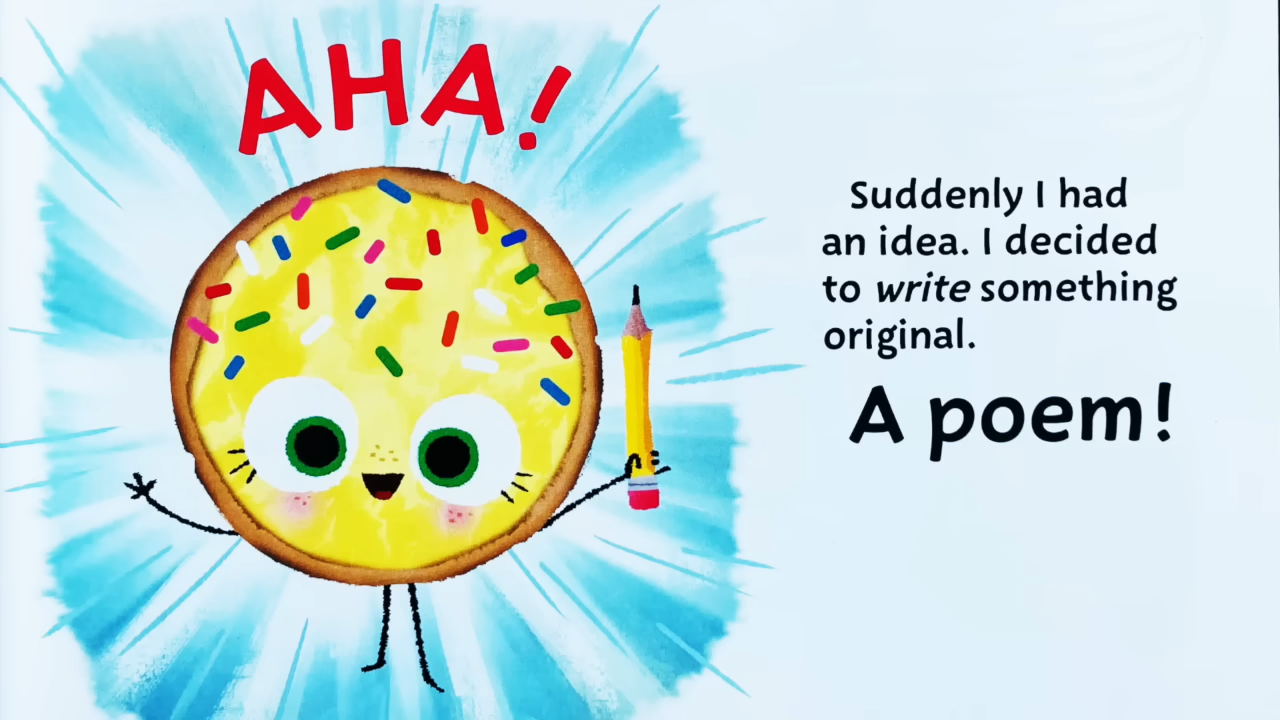 AHA!
Suddenly I had
an idea. I decided
to write something
original.
A poem!